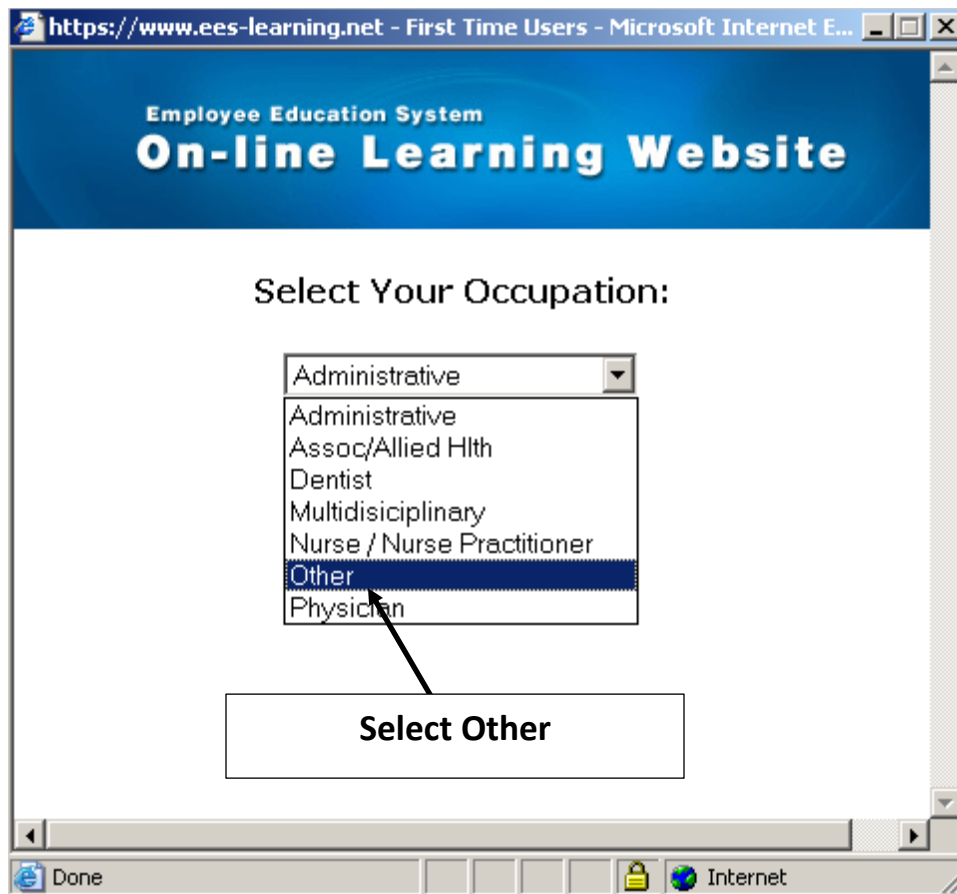 https://www.ees-learning.net - First Time Users - Microsoft Internet E...
Employee Education System
On-line Learning Website
Select Your Occupation:
Administrative
Administrative
Assoc/Allied Hlth
Dentist
Multidisiciplinary
Nurse / Nurse Practitioner
Other
Physician
Select Other
Done
Internet